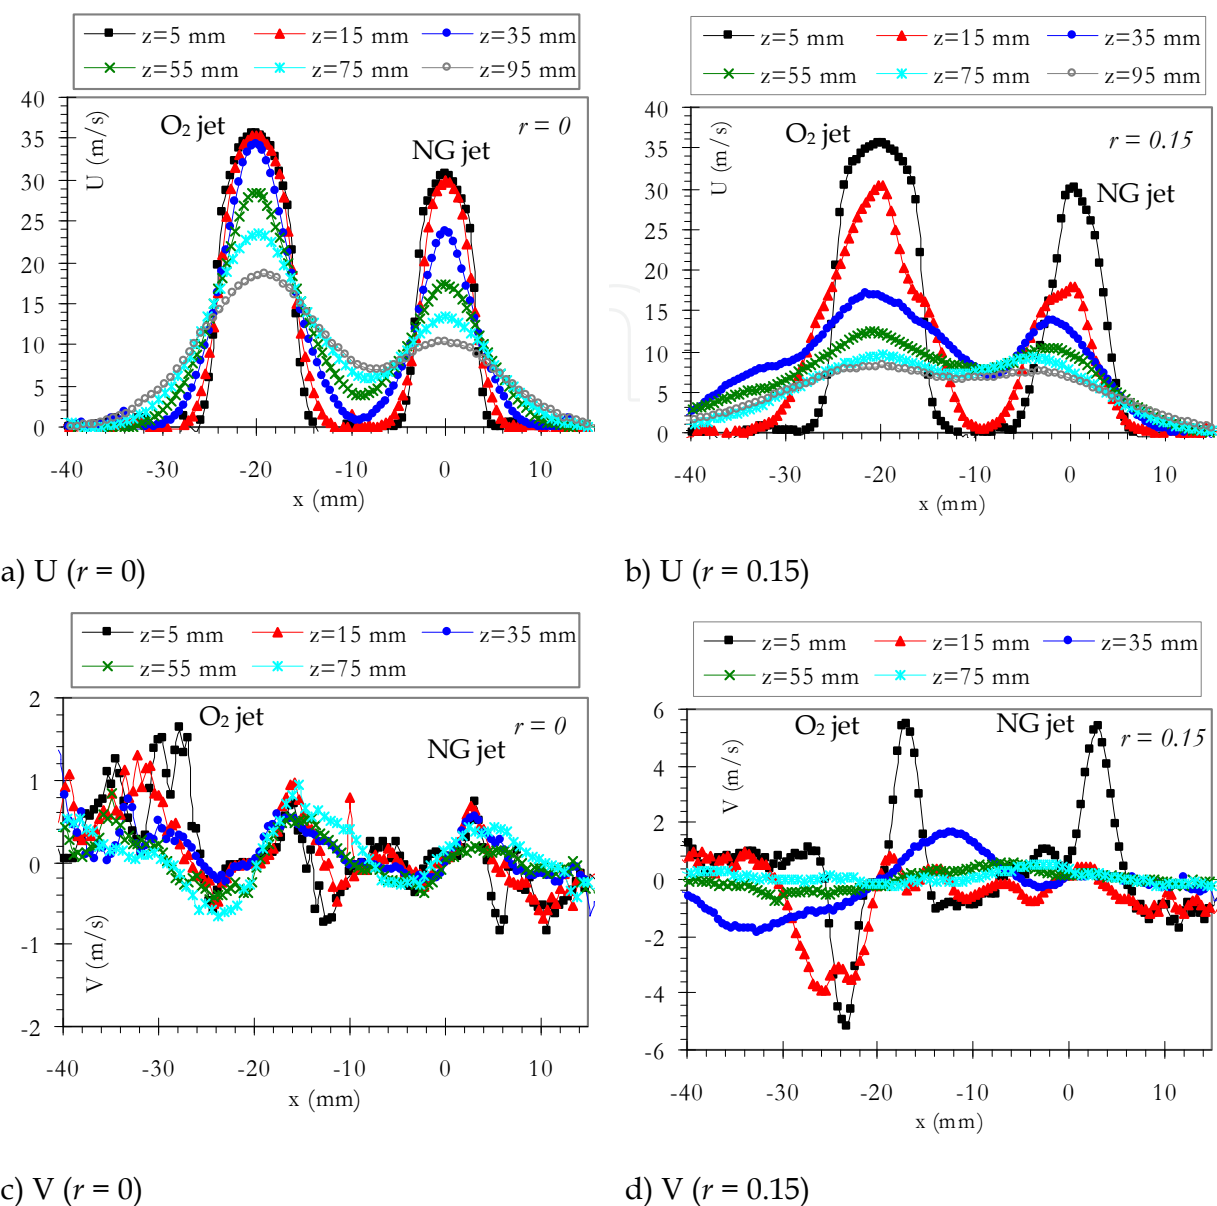 z=5 mm z=15 mm z=35 mm
z=55 mm z=75 mm z=95 mm
40
35
30
25
20
15
10
5
0
U (m/s)
O₂ jet
NG jet
r = 0
-40 -30 -20 -10 0 10
x (mm)
a) U (r = 0)
z=5 mm z=15 mm z=35 mm
z=55 mm z=75 mm z=95 mm
40
35
30
25
20
15
10
5
0
U (m/s)
O₂ jet
NG jet
r = 0.15
-40 -30 -20 -10 0 10
x (mm)
b) U (r = 0.15)
z=5 mm z=15 mm z=35 mm
z=55 mm z=75 mm
2
1
0
-1
-2
V (m/s)
O₂ jet
NG jet
r = 0
-40 -30 -20 -10 0 10
x (mm)
c) V (r = 0)
z=5 mm z=15 mm z=35 mm
z=55 mm z=75 mm
6
4
2
0
-2
-4
-6
V (m/s)
O₂ jet
NG jet
r = 0.15
-40 -30 -20 -10 0 10
x (mm)
d) V (r = 0.15)